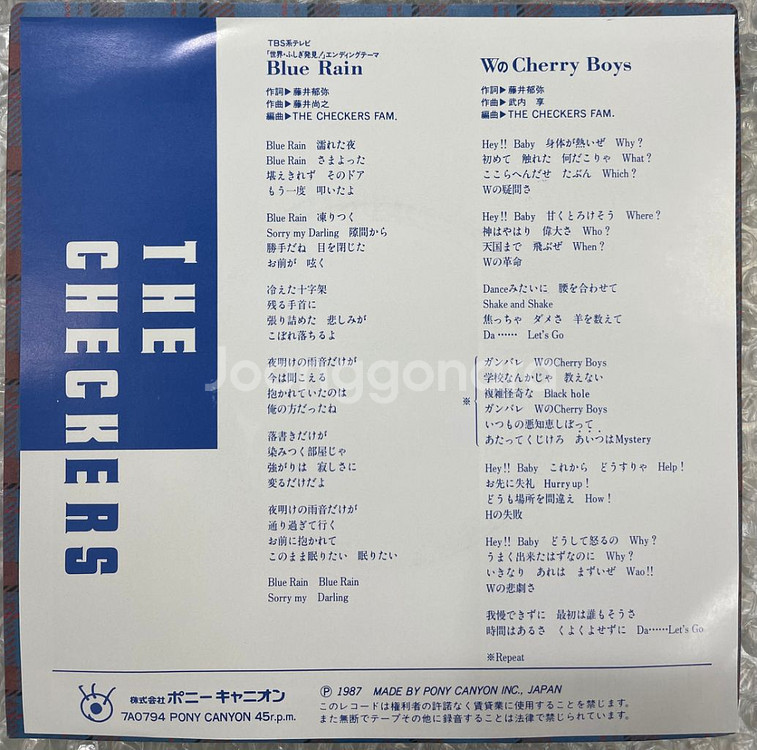 THE
CHECKERS
TBS系テレビ
「世界・ふしぎ発見!」エンディングテーマ
Blue Rain
作詞▶藤井郁弥
作曲▶藤井尚之
編曲▶THE CHECKERS FAM.
Blue Rain 濡れた夜
Blue Rain さまよった
堪えきれず そのドア
もう一度 叩いたよ
Blue Rain 凍りつく
Sorry my Darling 隙間から
勝手だね 目を閉じた
お前が 呟く
冷えた十字架
残る手首に
張り詰めた 悲しみが
こぼれ落ちるよ
夜明けの雨音だけが
今は聞こえる
抱かれていたのは
俺の方だったね
落書きだけが
染みつく部屋じゃ
強がりは 寂しさに
変るだけだよ
夜明けの雨音だけが
通り過ぎて行く
お前に抱かれて
このまま眠りたい 眠りたい
Blue Rain Blue Rain
Sorry my Darling
Wの Cherry Boys
作詞▶藤井郁弥
作曲▶武内 享
編曲▶THE CHECKERS FAM.
Hey!! Baby 身体が熱いぜ Why?
初めて 触れた 何だこりゃ What?
ここらへんだせ たぶん Which?
Wの疑問さ
Hey!! Baby 甘くとろけそう Where?
神はやはり 偉大さ Who?
天国まで 飛ぶぜ When?
Wの革命
Danceみたいに 腰を合わせて
Shake and Shake
焦っちゃ ダメさ 羊を数えて
Da…… Let's Go
※
ガンバレ WのCherry Boys
学校なんかじゃ 教えない
複雑怪奇な Black hole
ガンバレ WのCherry Boys
いつもの悪知恵しぼって
あたってくじけろ あいつはMystery
Hey!! Baby これから どうすりゃ Help!
お先に失礼 Hurry up!
どうも場所を間違え How!
Hの失敗
Hey!! Baby どうして怒るの Why?
うまく出来たはずなのに Why?
いきなり あれは まずいぜ Wao!!
Wの悲劇さ
我慢できずに 最初は誰もそうさ
時間はあるさ くよくよせずに Da……Let's Go
※Repeat
Joonggonara
株式会社ポニーキャニオン
7A0794 PONY CANYON 45r.p.m.
Ⓟ 1987 MADE BY PONY CANYON INC., JAPAN
このレコードは権利者の許諾なく賃貸業に使用することを禁じます。
また無断でテープその他に録音することは法律で禁じられています。